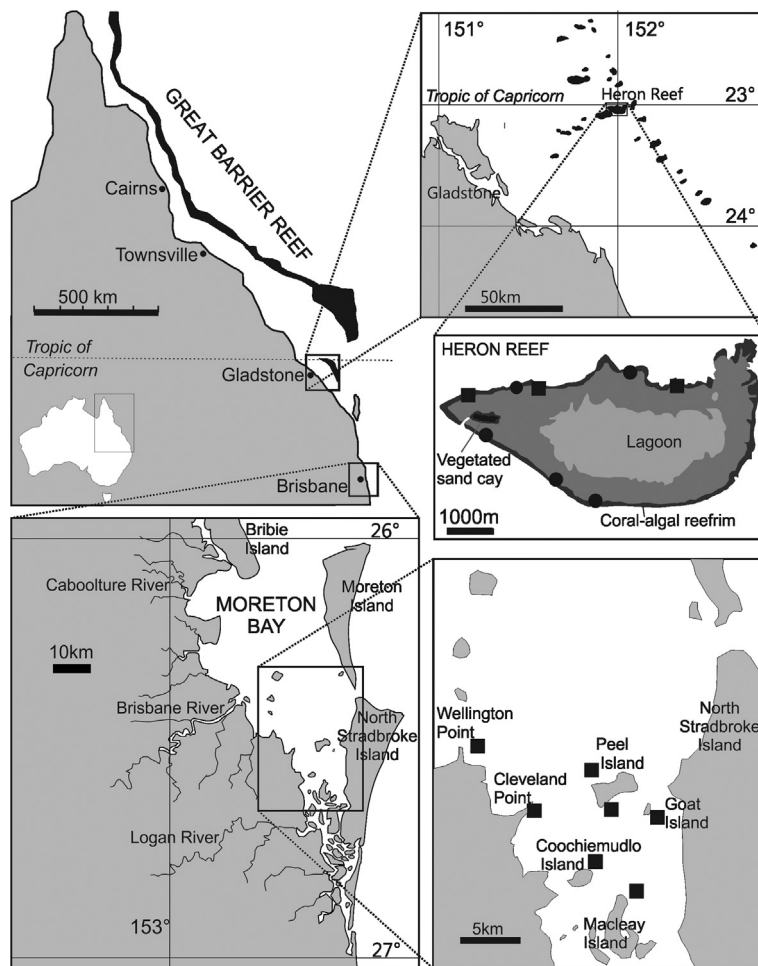 GREAT BARRIER REEF
Cairns
Townsville
500 km
Tropic of
Capricorn
Gladstone
Brisbane
151°
152°
Tropic of Capricorn
Heron Reef
23°
Gladstone
24°
50km
HERON REEF
Lagoon
Vegetated
sand cay
1000m
Coral-algal reefrim
Bribie
Island
26°
Caboolture River
MORETON
BAY
Moreton
Island
10km
Brisbane River
North
Stradbroke
Island
Logan River
153°
27°
North
Stradbroke
Island
Wellington
Point
Peel
Island
Cleveland
Point
Goat
Island
Coochiemudlo
Island
Macleay
Island
5km